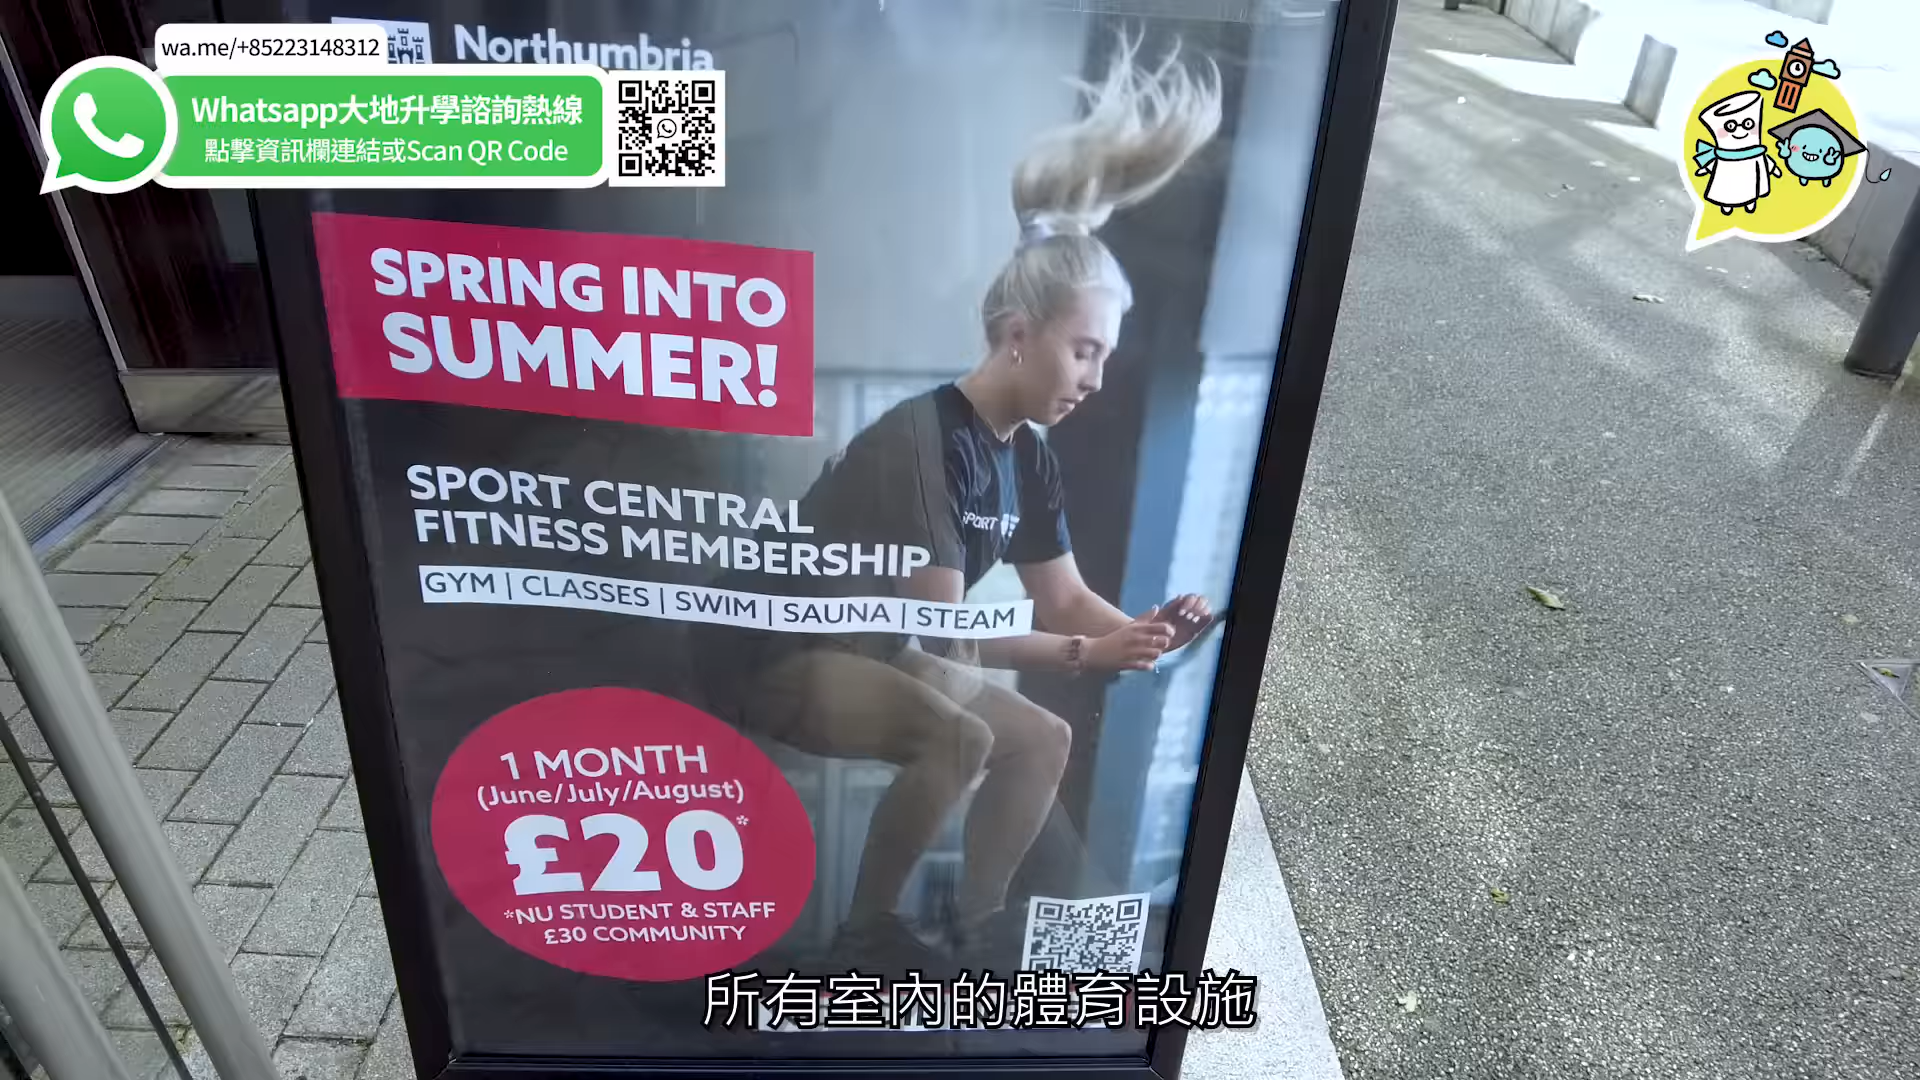 wa.me/+85223148312
Northumbria
Whatsapp大地升學諮詢熱線
點擊資訊欄連結或Scan QR Code
SPRING INTO
SUMMER!
SPORT CENTRAL
FITNESS MEMBERSHIP
GYM | CLASSES | SWIM | SAUNA | STEAM
SPORT
1 MONTH
(June/July/August)
£20*
*NU STUDENT & STAFF
£30 COMMUNITY
所有室內的體育設施